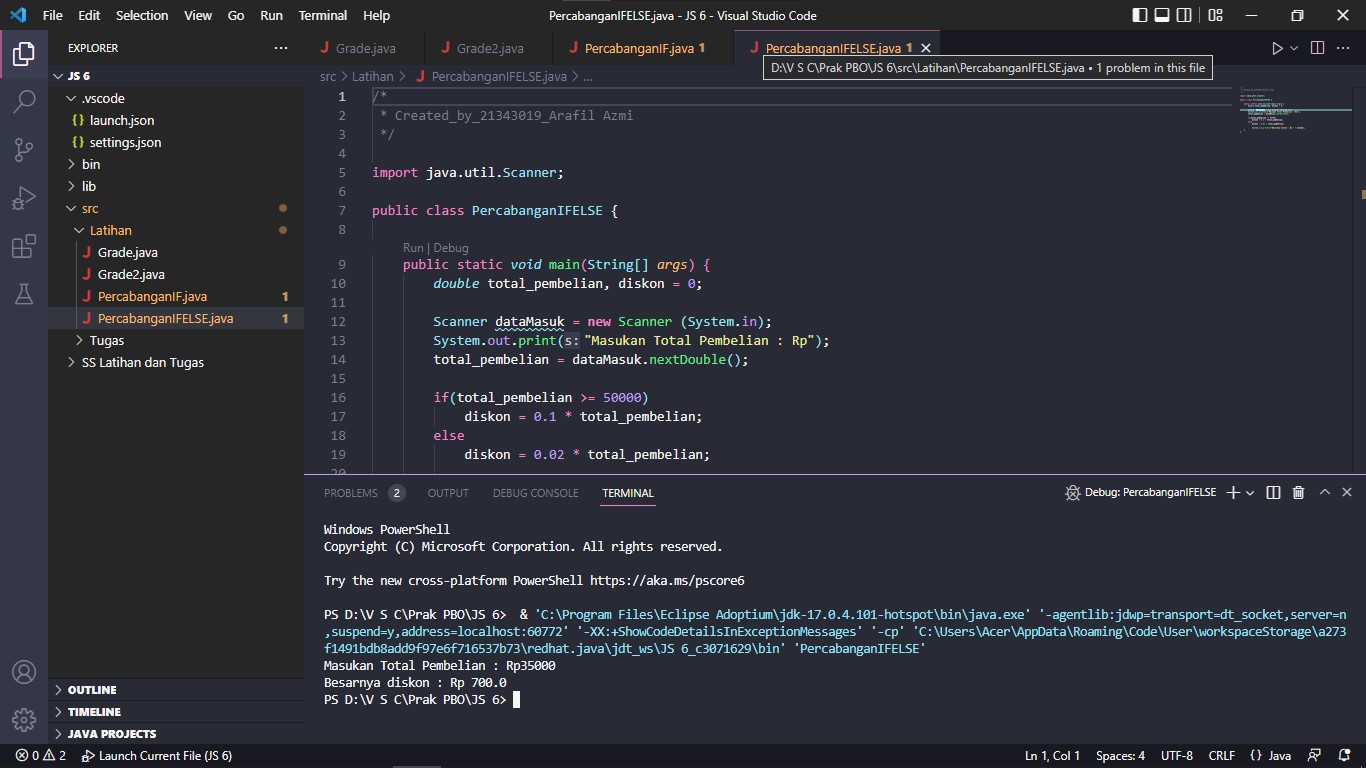 File Edit Selection View Go Run Terminal Help PercabanganIFELSE.java - JS 6 - Visual Studio Code
EXPLORER
Grade.java Grade2.java PercabanganIF.java 1 PercabanganIFELSE.java 1
D:\V S C\Prak PBO\JS 6\src\Latihan\PercabanganIFELSE.java • 1 problem in this file
JS 6
.vscode
{} launch.json
{} settings.json
bin
lib
src
Latihan
Grade.java
Grade2.java
PercabanganIF.java 1
PercabanganIFELSE.java 1
Tugas
SS Latihan dan Tugas
OUTLINE
TIMELINE
JAVA PROJECTS
src > Latihan > PercabanganIFELSE.java > ...
1 /*
2 * Created_by_21343019_Arafil Azmi
3 */
4
5 import java.util.Scanner;
6
7 public class PercabanganIFELSE {
8
Run | Debug
9 public static void main(String[] args) {
10 double total_pembelian, diskon = 0;
11
12 Scanner dataMasuk = new Scanner (System.in);
13 System.out.print(s: "Masukan Total Pembelian : Rp");
14 total_pembelian = dataMasuk.nextDouble();
15
16 if(total_pembelian >= 50000)
17 diskon = 0.1 * total_pembelian;
18 else
19 diskon = 0.02 * total_pembelian;
20
PROBLEMS 2 OUTPUT DEBUG CONSOLE TERMINAL Debug: PercabanganIFELSE
Windows PowerShell
Copyright (C) Microsoft Corporation. All rights reserved.
Try the new cross-platform PowerShell https://aka.ms/pscore6
PS D:\V S C\Prak PBO\JS 6> & 'C:\Program Files\Eclipse Adoptium\jdk-17.0.4.101-hotspot\bin\java.exe' '-agentlib:jdwp=transport=dt_socket,server=n
,suspend=y,address=localhost:60772' '-XX:+ShowCodeDetailsInExceptionMessages' '-cp' 'C:\Users\Acer\AppData\Roaming\Code\User\workspaceStorage\a273
f1491bdb8add9f97e6f716537b73\redhat.java\jdt_ws\JS 6_c3071629\bin' 'PercabanganIFELSE'
Masukan Total Pembelian : Rp35000
Besarnya diskon : Rp 700.0
PS D:\V S C\Prak PBO\JS 6>
0 2 Launch Current File (JS 6) Ln 1, Col 1 Spaces: 4 UTF-8 CRLF {} Java